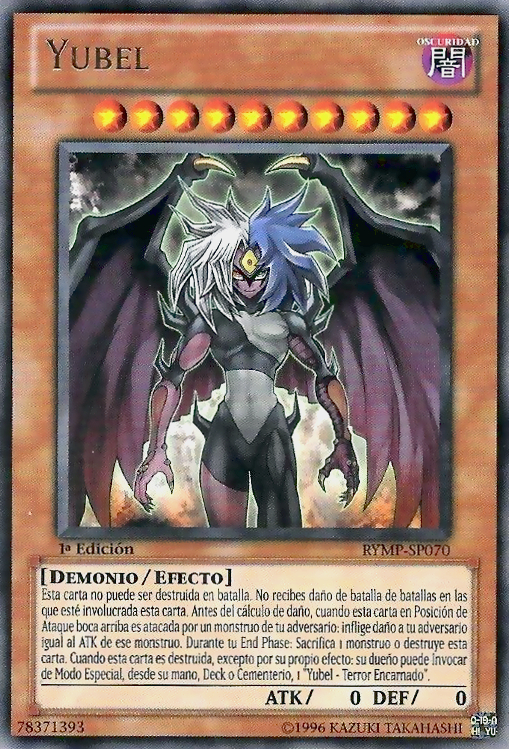 YUBEL
OSCURIDAD
闇
1ª Edición
RYMP-SP070
[DEMONIO/EFECTO]
Esta carta no puede ser destruida en batalla. No recibes daño de batalla de batallas en las
que esté involucrada esta carta. Antes del cálculo de daño, cuando esta carta en Posición de
Ataque boca arriba es atacada por un monstruo de tu adversario: inflige daño a tu adversario
igual al ATK de ese monstruo. Durante tu End Phase: Sacrifica 1 monstruo o destruye esta
carta. Cuando esta carta es destruida, excepto por su propio efecto: su dueño puede Invocar
de Modo Especial, desde su mano, Deck o Cementerio, 1 "Yubel - Terror Encarnado".
ATK/ 0 DEF/ 0
78371393 ©1996 KAZUKI TAKAHASHI